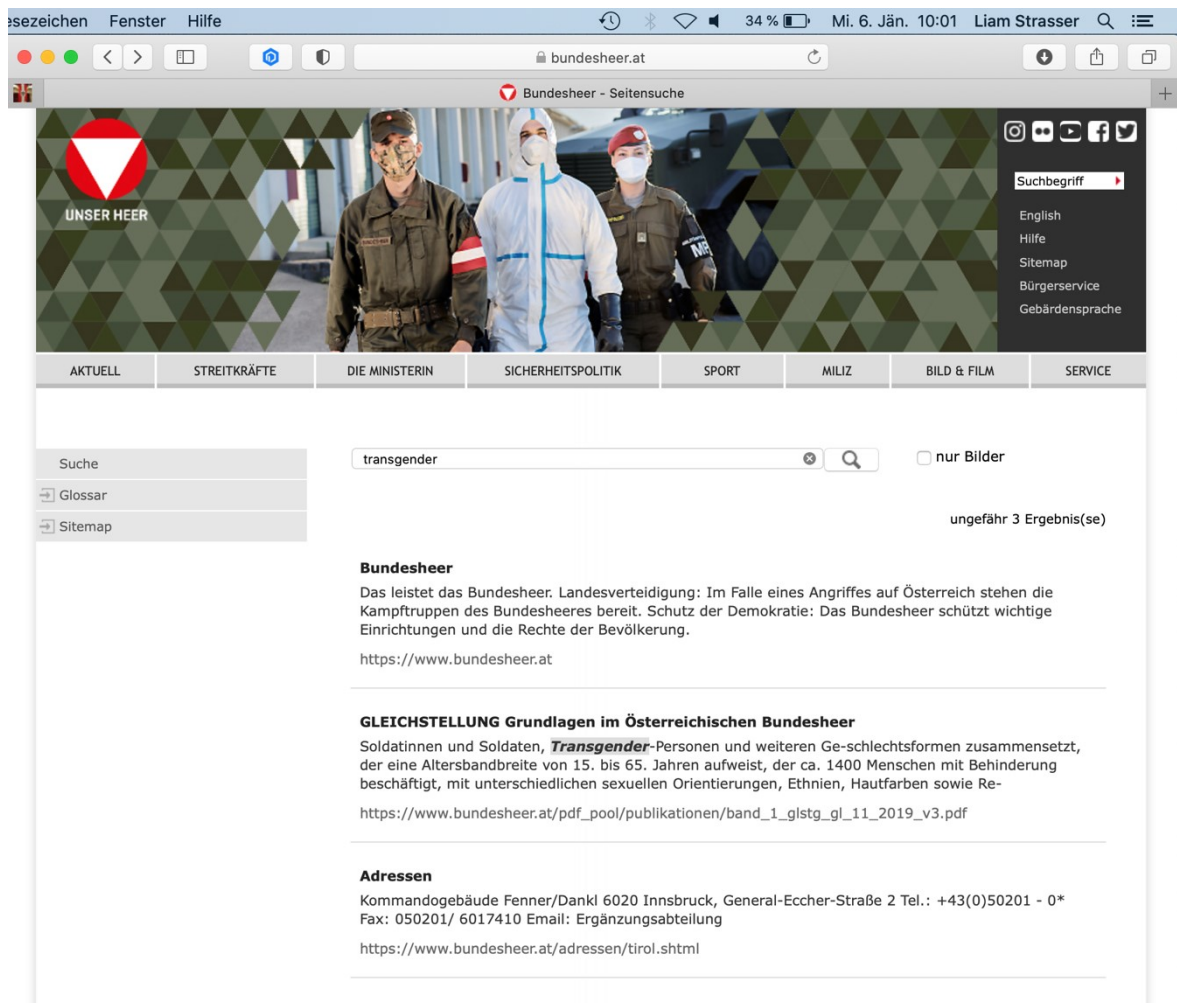 esezeichen Fenster Hilfe 34 % Mi. 6. Jän. 10:01 Liam Strasser
bundesheer.at
Bundesheer - Seitensuche
UNSER HEER
MP
Suchbegriff
English
Hilfe
Sitemap
Bürgerservice
Gebärdensprache
AKTUELL STREITKRÄFTE DIE MINISTERIN SICHERHEITSPOLITIK SPORT MILIZ BILD & FILM SERVICE
Suche
Glossar
Sitemap
transgender
nur Bilder
ungefähr 3 Ergebnis(se)
Bundesheer
Das leistet das Bundesheer. Landesverteidigung: Im Falle eines Angriffes auf Österreich stehen die
Kampftruppen des Bundesheeres bereit. Schutz der Demokratie: Das Bundesheer schützt wichtige
Einrichtungen und die Rechte der Bevölkerung.
https://www.bundesheer.at
GLEICHSTELLUNG Grundlagen im Österreichischen Bundesheer
Soldatinnen und Soldaten, Transgender-Personen und weiteren Ge-schlechtsformen zusammensetzt,
der eine Altersbandbreite von 15. bis 65. Jahren aufweist, der ca. 1400 Menschen mit Behinderung
beschäftigt, mit unterschiedlichen sexuellen Orientierungen, Ethnien, Hautfarben sowie Re-
https://www.bundesheer.at/pdf_pool/publikationen/band_1_glstg_gl_11_2019_v3.pdf
Adressen
Kommandogebäude Fenner/Dankl 6020 Innsbruck, General-Eccher-Straße 2 Tel.: +43(0)50201 - 0*
Fax: 050201/ 6017410 Email: Ergänzungsabteilung
https://www.bundesheer.at/adressen/tirol.shtml